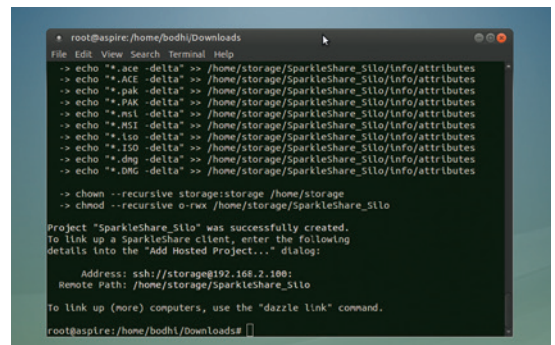 root@aspire: /home/bodhi/Downloads
File Edit View Search Terminal Help
-> echo "*.ace -delta" >> /home/storage/SparkleShare_Silo/info/attributes
-> echo "*.ACE -delta" >> /home/storage/SparkleShare_Silo/info/attributes
-> echo "*.pak -delta" >> /home/storage/SparkleShare_Silo/info/attributes
-> echo "*.PAK -delta" >> /home/storage/SparkleShare_Silo/info/attributes
-> echo "*.msi -delta" >> /home/storage/SparkleShare_Silo/info/attributes
-> echo "*.MSI -delta" >> /home/storage/SparkleShare_Silo/info/attributes
-> echo "*.iso -delta" >> /home/storage/SparkleShare_Silo/info/attributes
-> echo "*.ISO -delta" >> /home/storage/SparkleShare_Silo/info/attributes
-> echo "*.dmg -delta" >> /home/storage/SparkleShare_Silo/info/attributes
-> echo "*.DMG -delta" >> /home/storage/SparkleShare_Silo/info/attributes
-> chown --recursive storage:storage /home/storage
-> chmod --recursive o-rwx /home/storage/SparkleShare_Silo
Project "SparkleShare_Silo" was successfully created.
To link up a SparkleShare client, enter the following
details into the "Add Hosted Project..." dialog:
Address: ssh://storage@192.168.2.100:
Remote Path: /home/storage/SparkleShare_Silo
To link up (more) computers, use the "dazzle link" command.
root@aspire:/home/bodhi/Downloads#